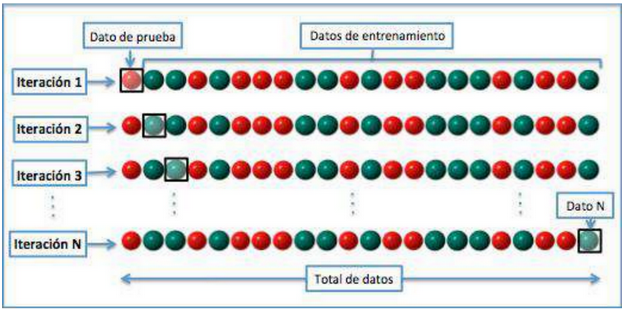 Dato de prueba
Datos de entrenamiento
Iteración 1
Iteración 2
Iteración 3
Dato N
Iteración N
Total de datos